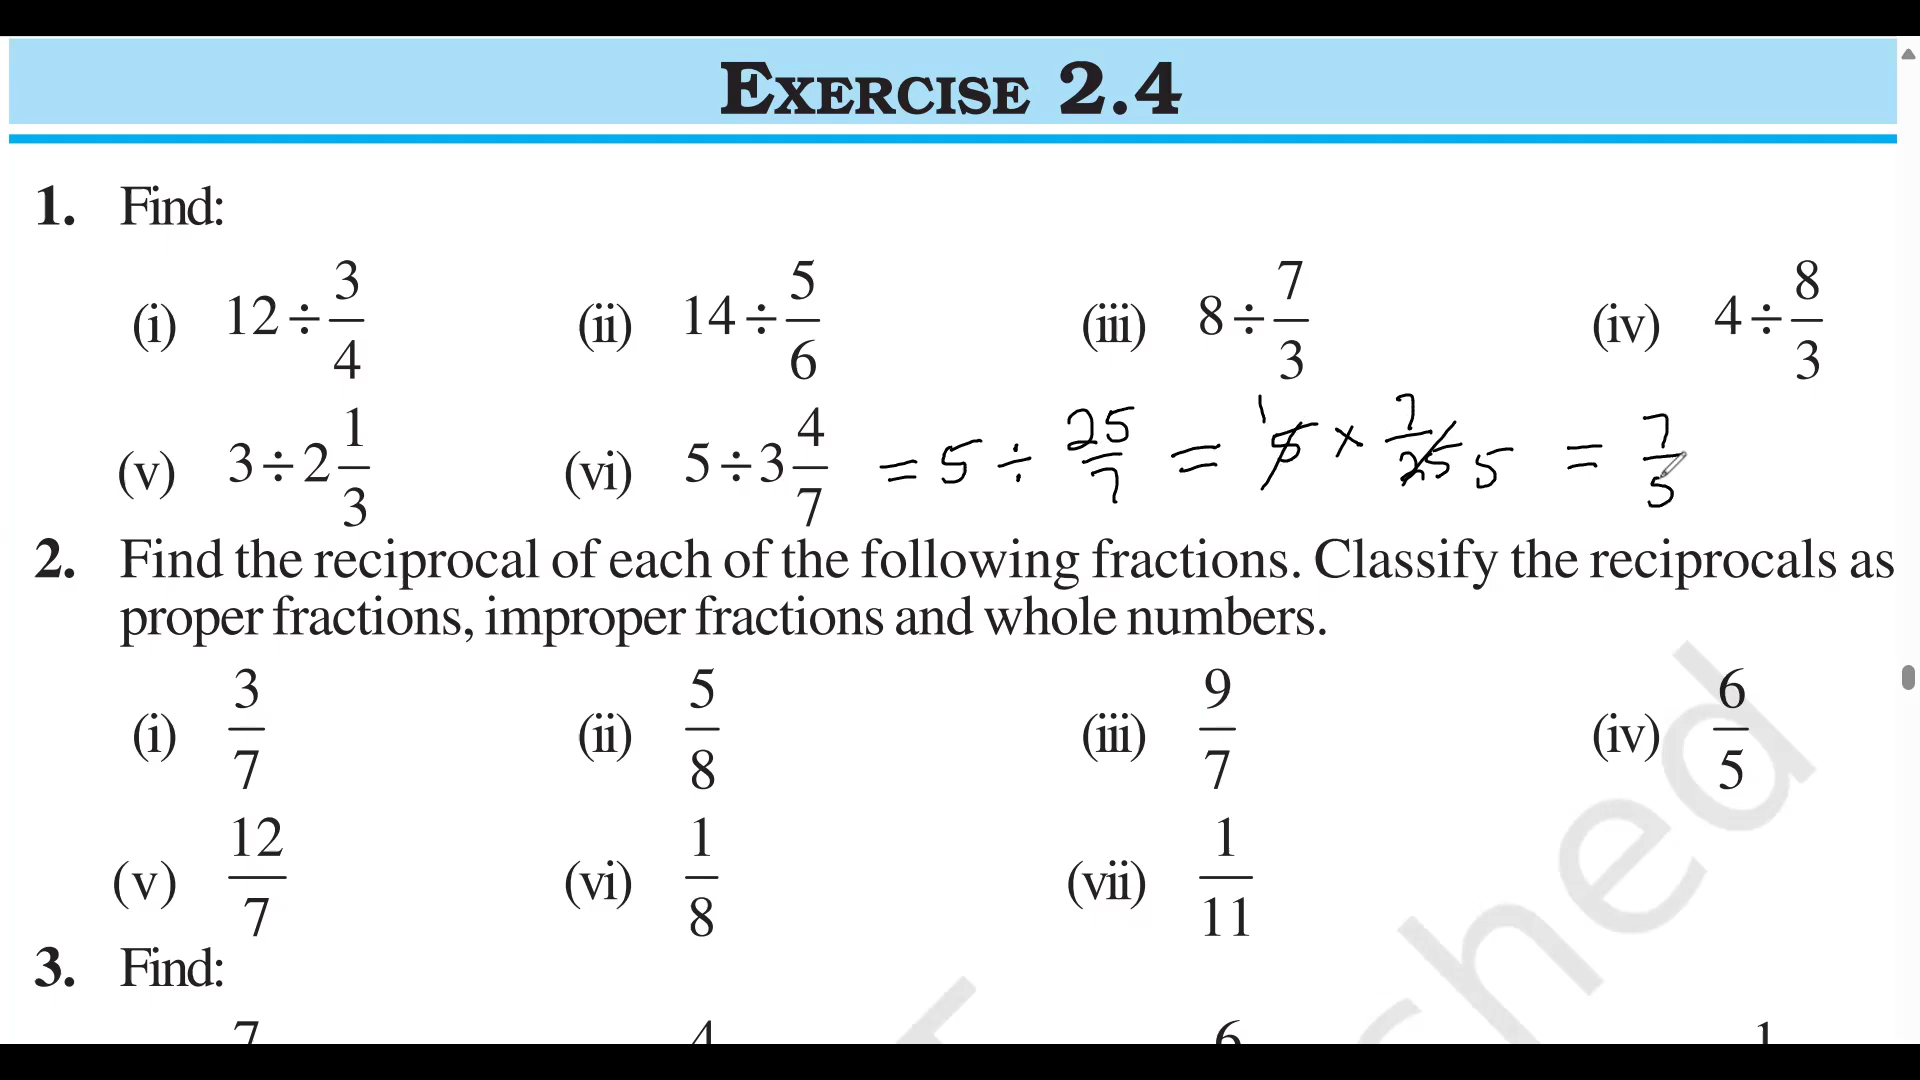 EXERCISE 2.4
1. Find:
(i) 12 ÷ 3/4 (ii) 14 ÷ 5/6 (iii) 8 ÷ 7/3 (iv) 4 ÷ 8/3
(v) 3 ÷ 2 1/3 (vi) 5 ÷ 3 4/7 = 5 ÷ 25/7 = 1 5 × 7/25 5 = 7/5
2. Find the reciprocal of each of the following fractions. Classify the reciprocals as
proper fractions, improper fractions and whole numbers.
(i) 3/7 (ii) 5/8 (iii) 9/7 (iv) 6/5
(v) 12/7 (vi) 1/8 (vii) 1/11
3. Find:
7 4 6 1